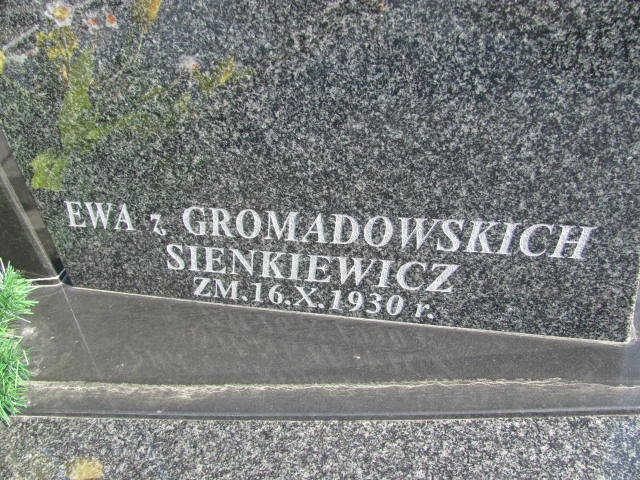 EWA z GROMADOWSKICH
SIENKIEWICZ
ZM.16.X.1930 r.